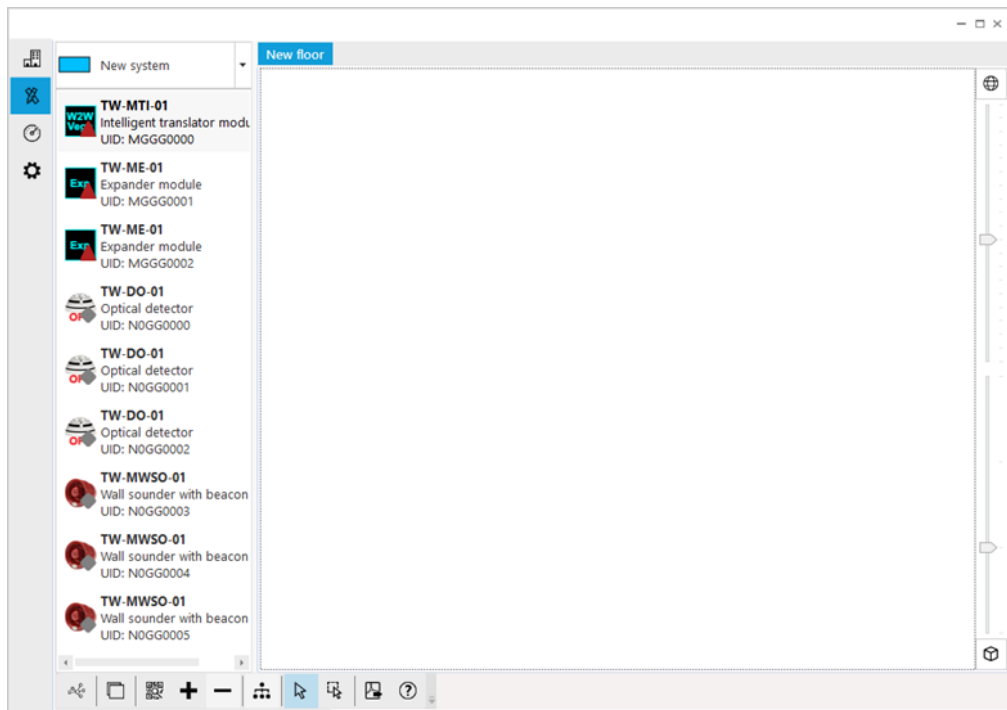 New system
New floor
TW-MTI-01
W2W
Intelligent translator modu
UID: MGGG0000
TW-ME-01
Expander module
UID: MGGG0001
TW-ME-01
Expander module
UID: MGGG0002
TW-DO-01
Optical detector
UID: N0GG0000
TW-DO-01
Optical detector
UID: N0GG0001
TW-DO-01
Optical detector
UID: N0GG0002
TW-MWSO-01
Wall sounder with beacon
UID: N0GG0003
TW-MWSO-01
Wall sounder with beacon
UID: N0GG0004
TW-MWSO-01
Wall sounder with beacon
UID: N0GG0005